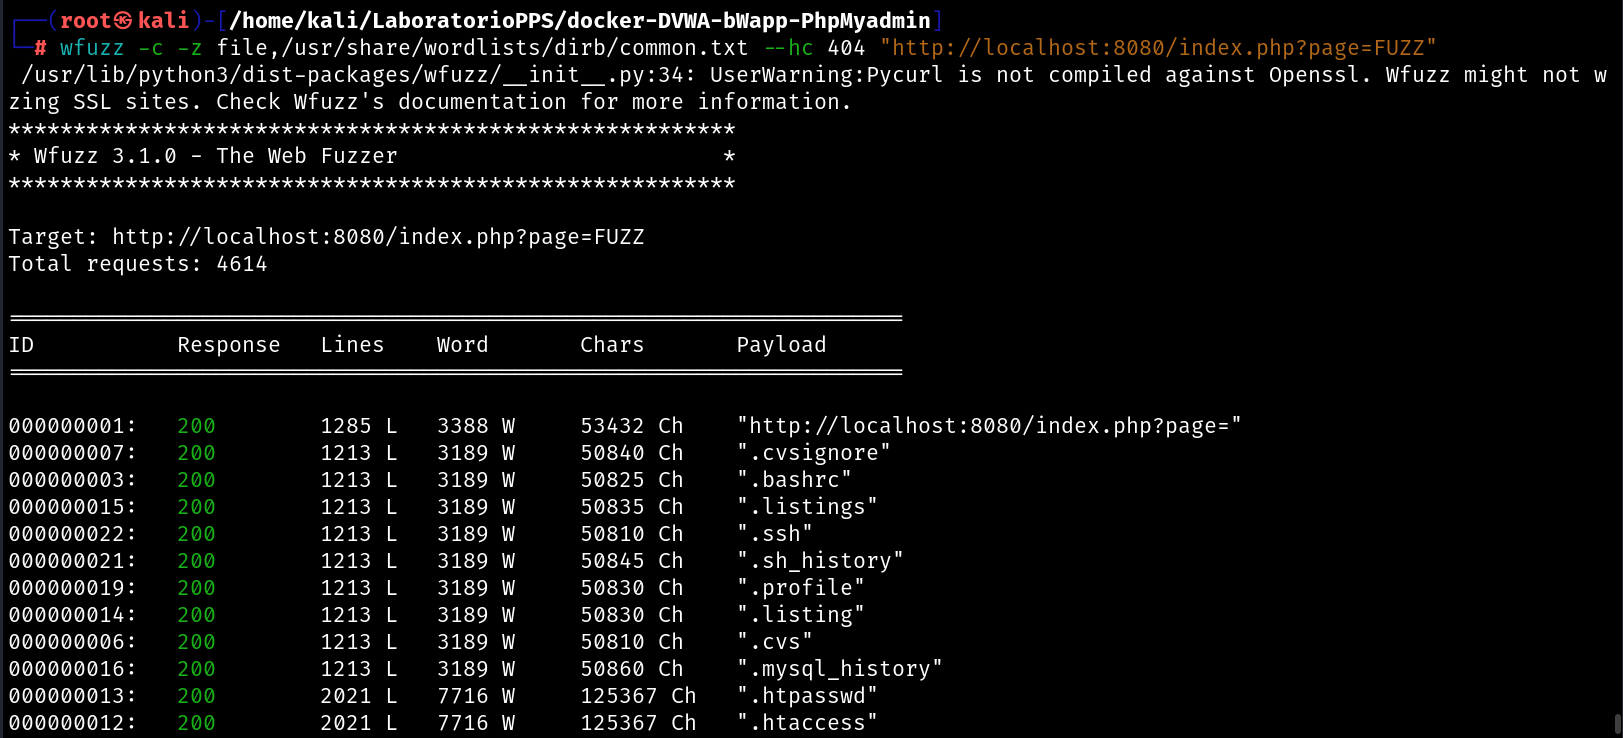 ┌──(root㉿kali)-[/home/kali/LaboratorioPPS/docker-DVWA-bWapp-PhpMyadmin]
└─# wfuzz -c -z file,/usr/share/wordlists/dirb/common.txt --hc 404 "http://localhost:8080/index.php?page=FUZZ"
/usr/lib/python3/dist-packages/wfuzz/__init__.py:34: UserWarning:Pycurl is not compiled against Openssl. Wfuzz might not w
zing SSL sites. Check Wfuzz's documentation for more information.
********************************************************
* Wfuzz 3.1.0 - The Web Fuzzer                         *
********************************************************
Target: http://localhost:8080/index.php?page=FUZZ
Total requests: 4614
=====================================================================
ID           Response   Lines    Word       Chars       Payload
=====================================================================
000000001:   200        1285 L   3388 W     53432 Ch    "http://localhost:8080/index.php?page="
000000007:   200        1213 L   3189 W     50840 Ch    ".cvsignore"
000000003:   200        1213 L   3189 W     50825 Ch    ".bashrc"
000000015:   200        1213 L   3189 W     50835 Ch    ".listings"
000000022:   200        1213 L   3189 W     50810 Ch    ".ssh"
000000021:   200        1213 L   3189 W     50845 Ch    ".sh_history"
000000019:   200        1213 L   3189 W     50830 Ch    ".profile"
000000014:   200        1213 L   3189 W     50830 Ch    ".listing"
000000006:   200        1213 L   3189 W     50810 Ch    ".cvs"
000000016:   200        1213 L   3189 W     50860 Ch    ".mysql_history"
000000013:   200        2021 L   7716 W     125367 Ch   ".htpasswd"
000000012:   200        2021 L   7716 W     125367 Ch   ".htaccess"